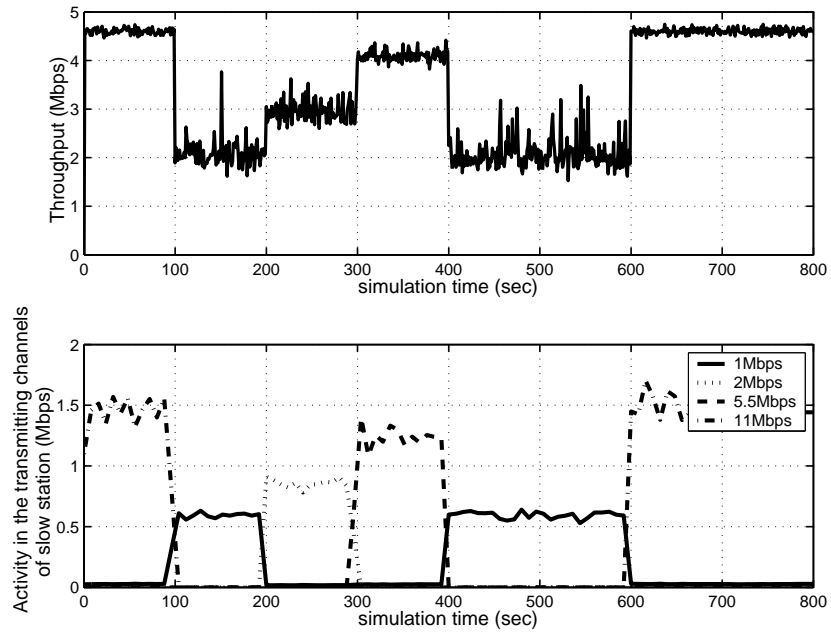 5
4
3
2
1
0
Throughput (Mbps)
0 100 200 300 400 500 600 700 800
simulation time (sec)
2
1.5
1
0.5
0
Activity in the transmitting channels
of slow station (Mbps)
1Mbps
2Mbps
5.5Mbps
11Mbps
0 100 200 300 400 500 600 700 800
simulation time (sec)